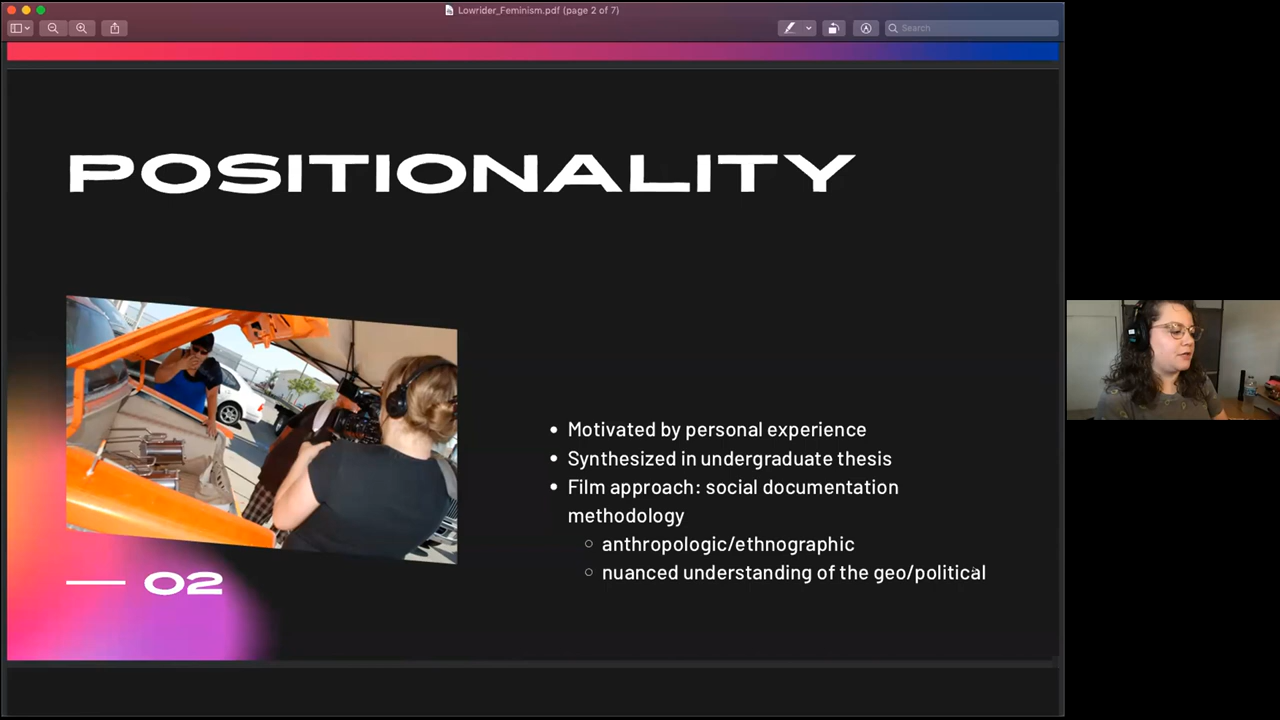 Lowrider_Feminism.pdf (page 2 of 7)
Search
POSITIONALITY
• Motivated by personal experience
• Synthesized in undergraduate thesis
• Film approach: social documentation
methodology
○ anthropologic/ethnographic
○ nuanced understanding of the geo/political
02